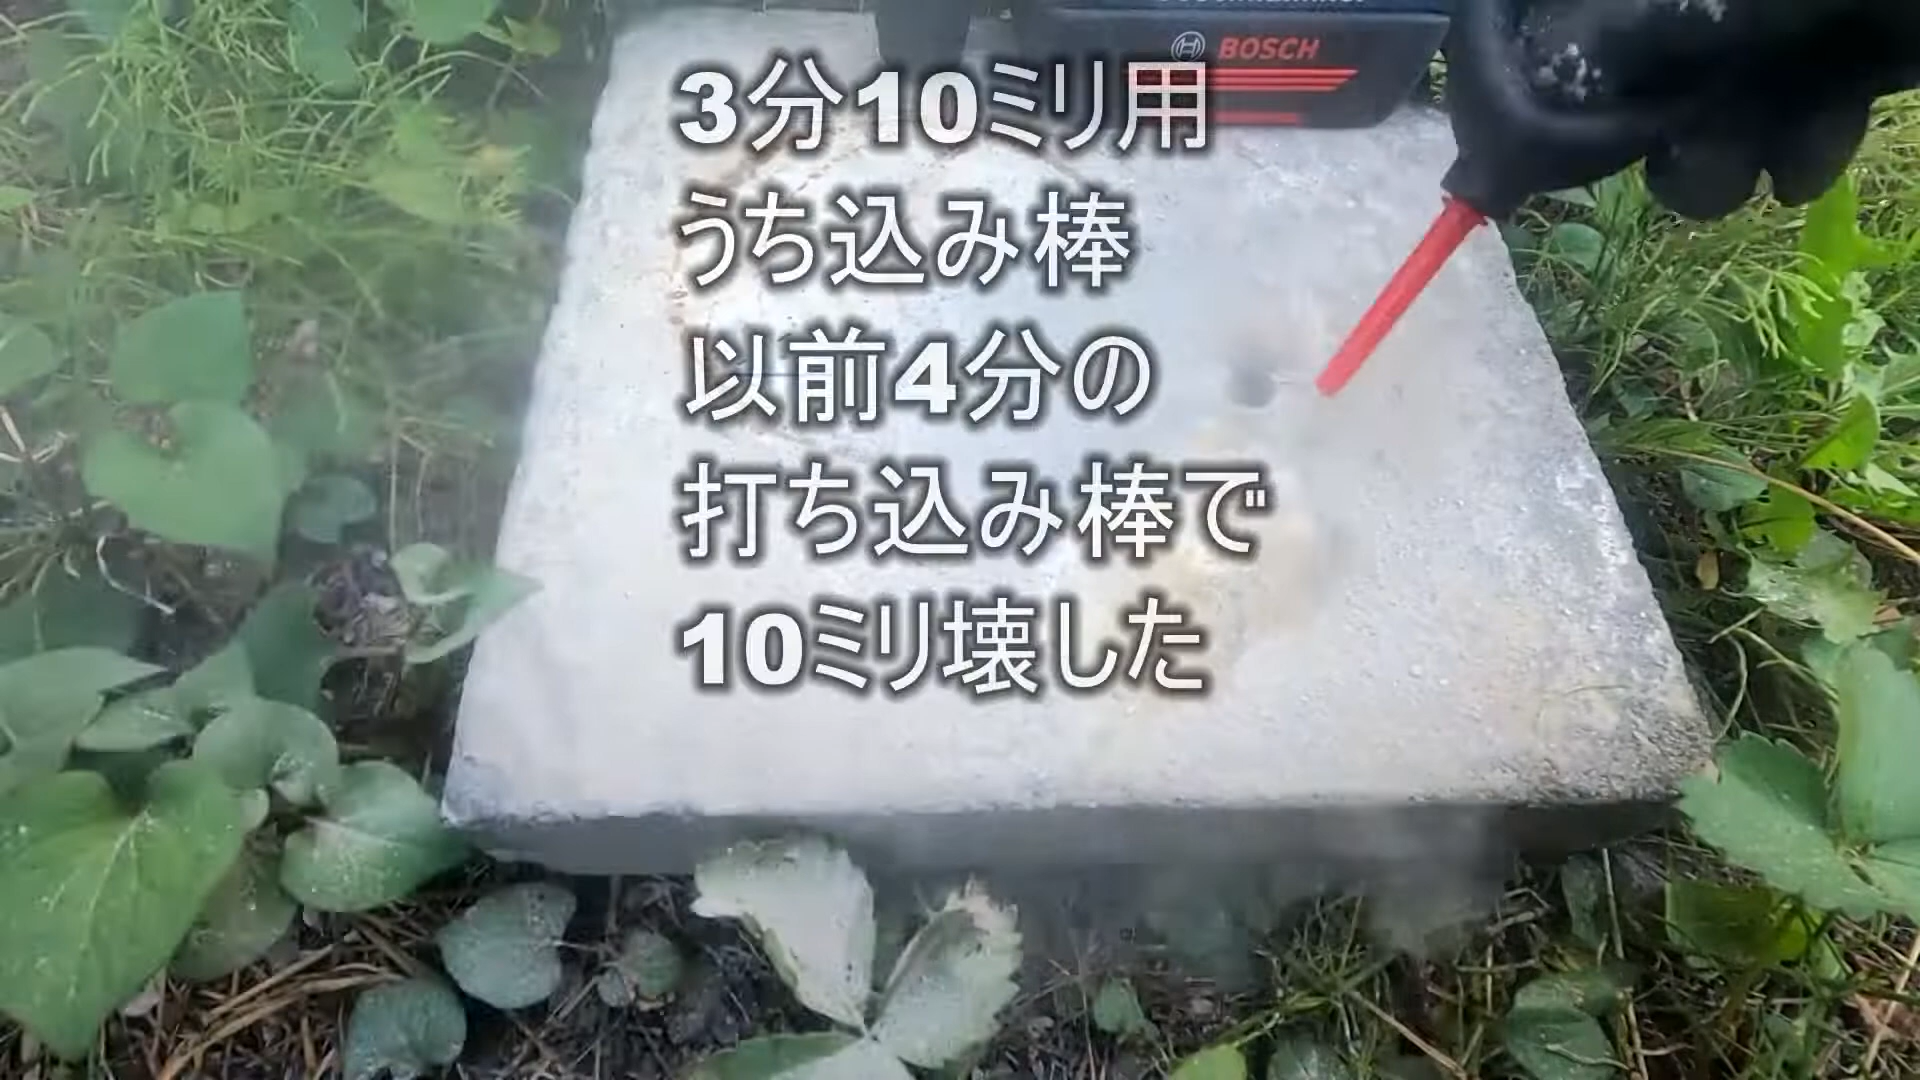 BOSCH
3分10ミリ用
うち込み棒
以前4分の
打ち込み棒で
10ミリ壊した